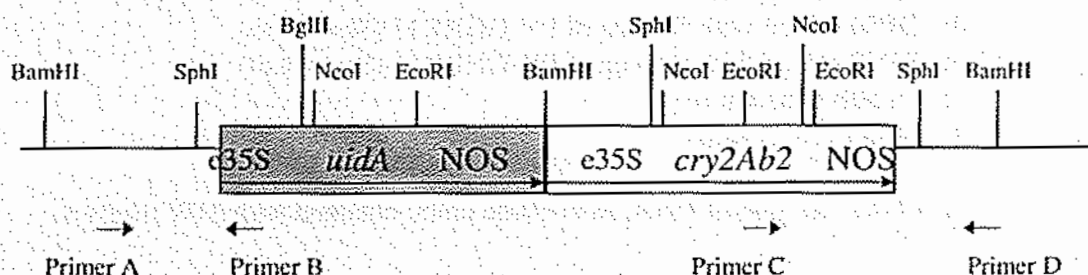 BglII SphI NcoI
BamHI SphI NcoI EcoRI BamHI NcoI EcoRI EcoRI SphI BamHI
e35S uidA NOS e35S cry2Ab2 NOS
Primer A Primer B Primer C Primer D